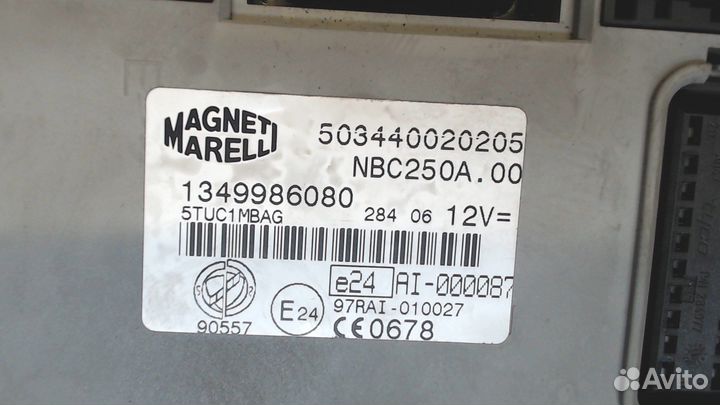 MAGNETI
MARELLI
503440020205
NBC250A.00
1349986080
5TUC1MBAG
284 06 12V=
e24 AI-000087
97RAI-010027
E24
90557
CE0678
Avito